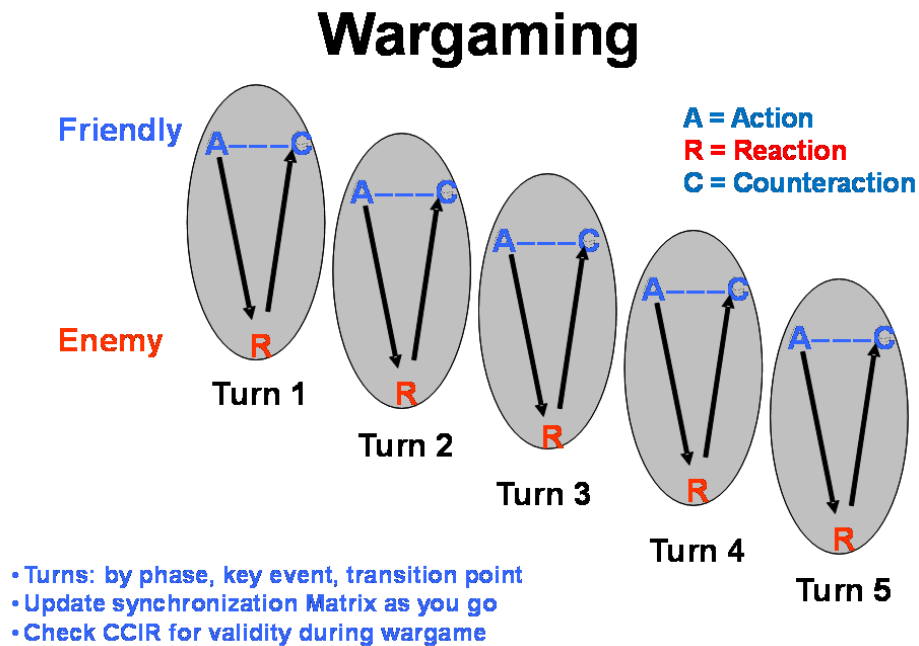 Wargaming
Friendly
A = Action
R = Reaction
C = Counteraction
A---C
A---C
A---C
A---C
A---C
Enemy
R
R
R
R
R
Turn 1
Turn 2
Turn 3
Turn 4
Turn 5
• Turns: by phase, key event, transition point
• Update synchronization Matrix as you go
• Check CCIR for validity during wargame